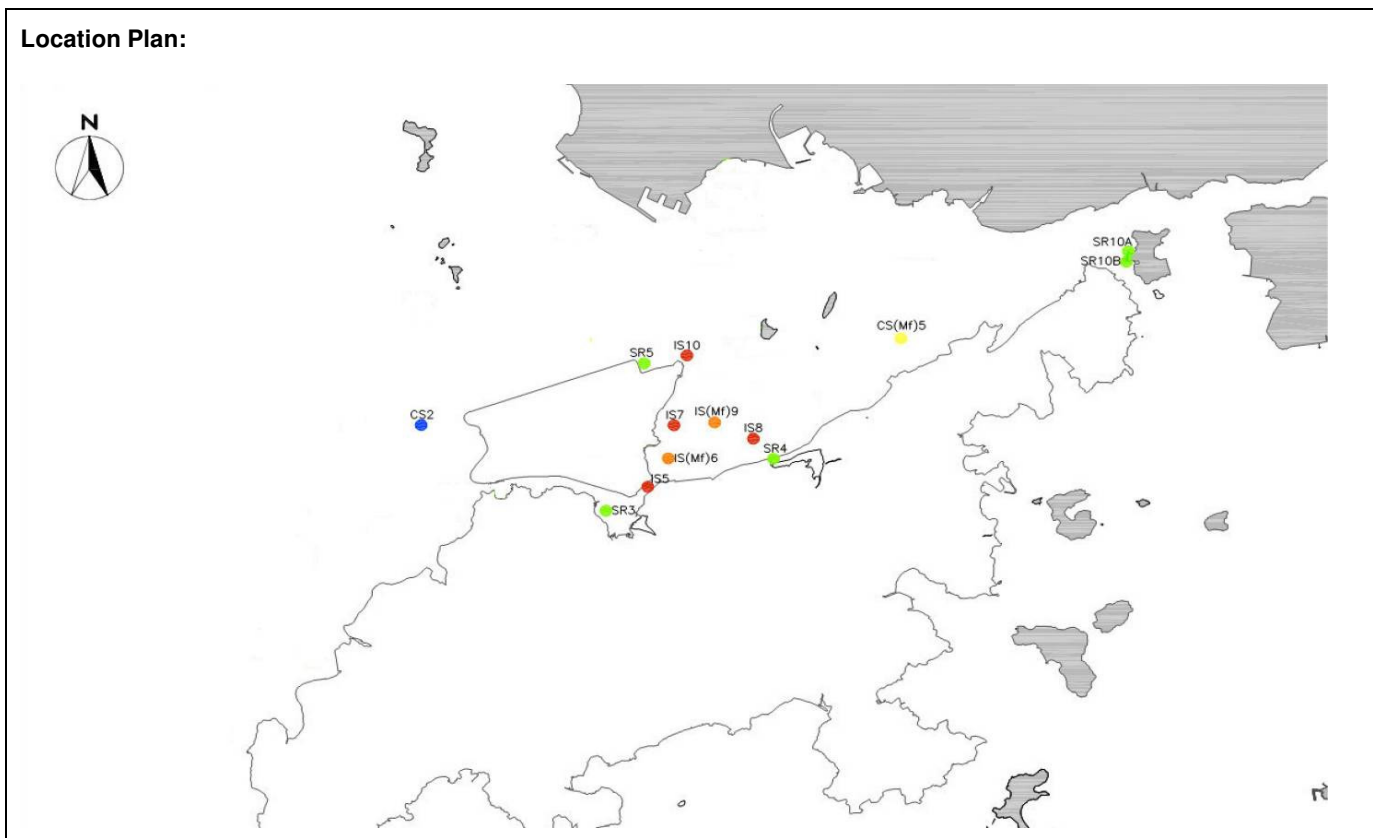 Location Plan:
N
SR10A
SR10B
CS(Mf)5
IS10
SR5
CS2
IS7
IS(Mf)9
IS8
SR4
IS(Mf)6
IS5
SR3